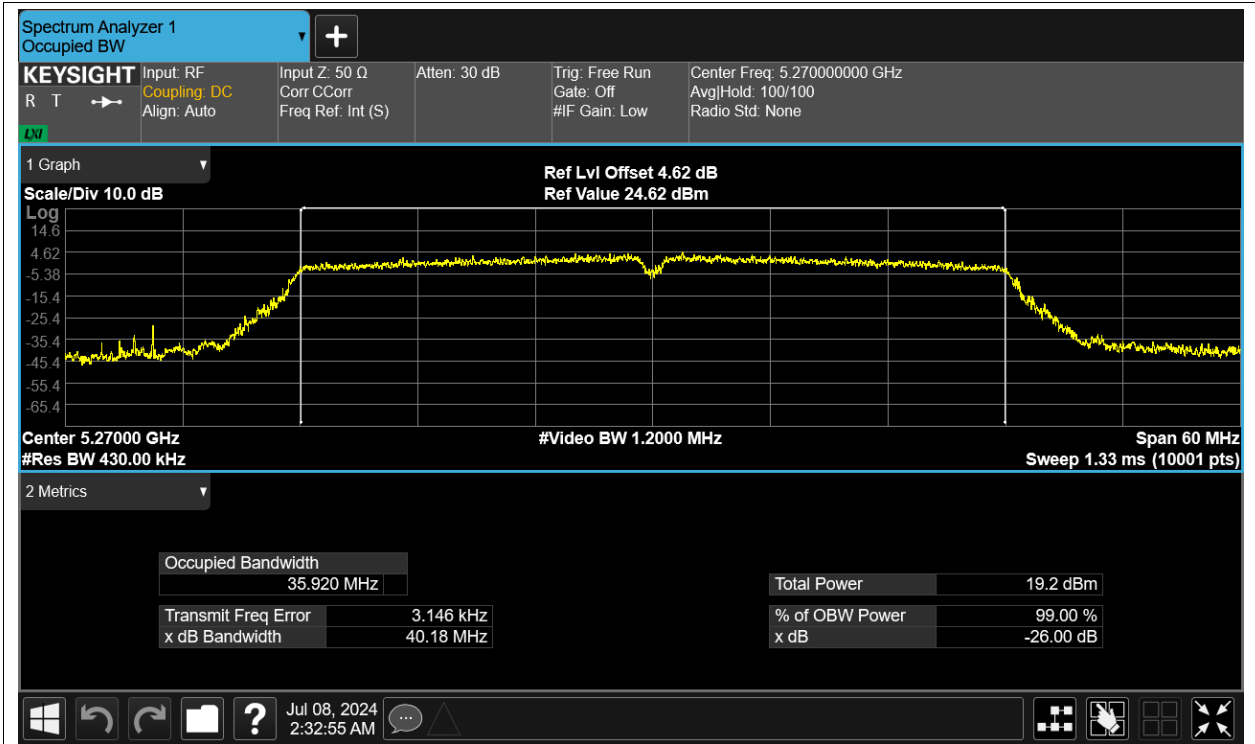 Spectrum Analyzer 1
Occupied BW
KEYSIGHT
R T
LXI
Input: RF
Coupling: DC
Align: Auto
Input Z: 50 Ω
Corr CCorr
Freq Ref: Int (S)
Atten: 30 dB
Trig: Free Run
Gate: Off
#IF Gain: Low
Center Freq: 5.270000000 GHz
Avg|Hold: 100/100
Radio Std: None
1 Graph
Scale/Div 10.0 dB
Ref Lvl Offset 4.62 dB
Ref Value 24.62 dBm
Log
14.6
4.62
-5.38
-15.4
-25.4
-35.4
-45.4
-55.4
-65.4
Center 5.27000 GHz
#Video BW 1.2000 MHz
Span 60 MHz
#Res BW 430.00 kHz
Sweep 1.33 ms (10001 pts)
2 Metrics
Occupied Bandwidth
35.920 MHz
Total Power 19.2 dBm
Transmit Freq Error 3.146 kHz
% of OBW Power 99.00 %
x dB Bandwidth 40.18 MHz
x dB -26.00 dB
?
Jul 08, 2024
2:32:55 AM